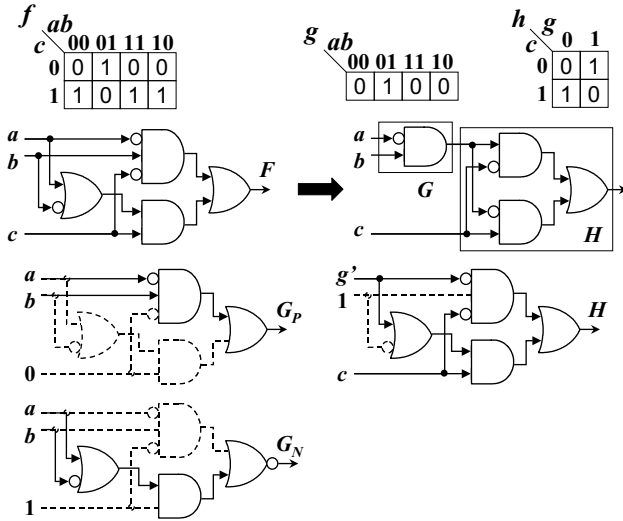 f ab g ab h g
c 00 01 11 10 00 01 11 10 c 0 1
0 0 1 0 0 0 1 0 0 0 0 1
1 1 0 1 1 1 1 0
a a
b F b
G
c c H
a g'
b G_P 1 H
0 c
a
b G_N
1